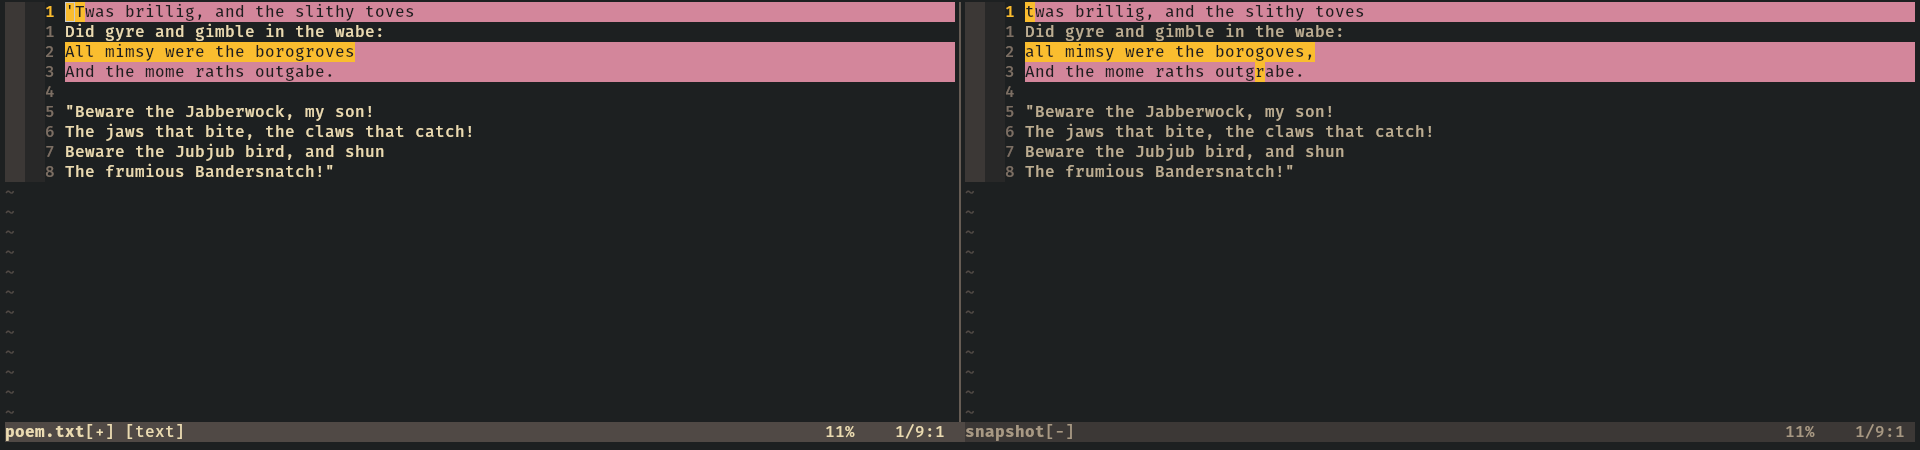 1 'Twas brillig, and the slithy toves
1 Did gyre and gimble in the wabe:
2 All mimsy were the borogroves
3 And the mome raths outgabe.
4
5 "Beware the Jabberwock, my son!
6 The jaws that bite, the claws that catch!
7 Beware the Jubjub bird, and shun
8 The frumious Bandersnatch!"
~
~
~
~
~
~
~
~
~
~
~
~
poem.txt[+] [text] 11% 1/9:1
1 twas brillig, and the slithy toves
1 Did gyre and gimble in the wabe:
2 all mimsy were the borogoves,
3 And the mome raths outgrabe.
4
5 "Beware the Jabberwock, my son!
6 The jaws that bite, the claws that catch!
7 Beware the Jubjub bird, and shun
8 The frumious Bandersnatch!"
~
~
~
~
~
~
~
~
~
~
~
~
snapshot[-] 11% 1/9:1